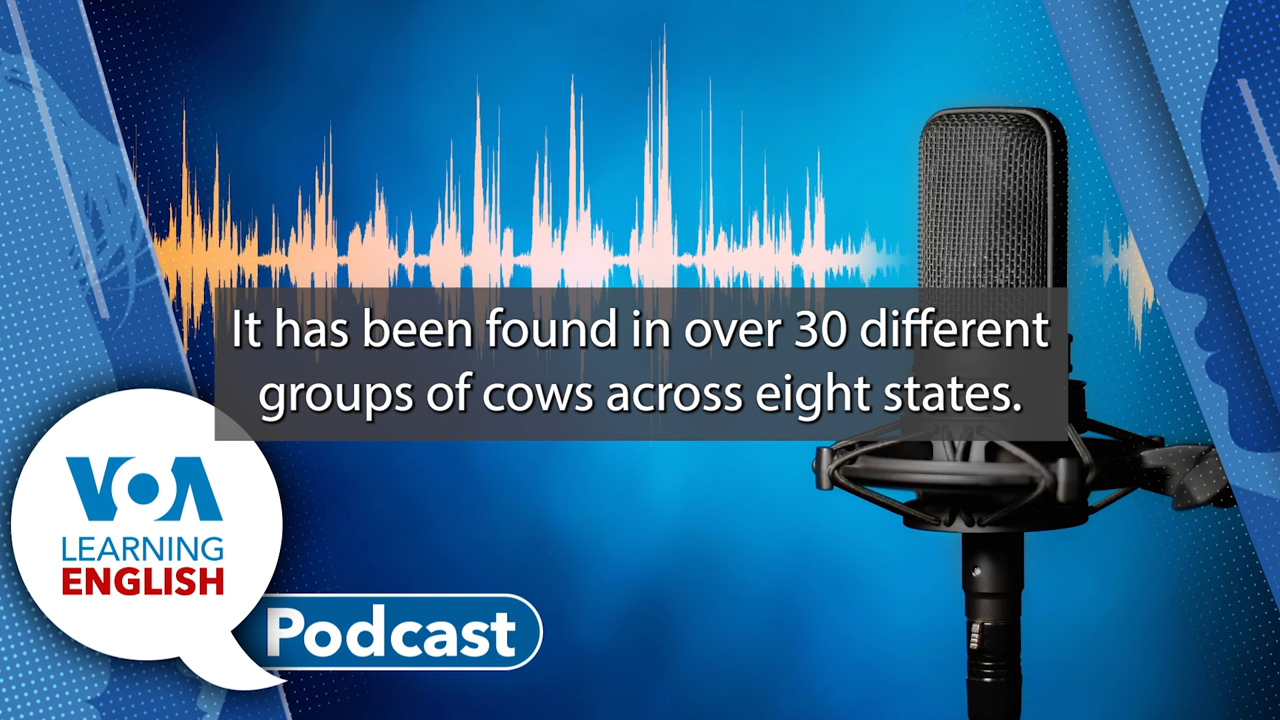 It has been found in over 30 different
groups of cows across eight states.
VOA
LEARNING
ENGLISH
Podcast